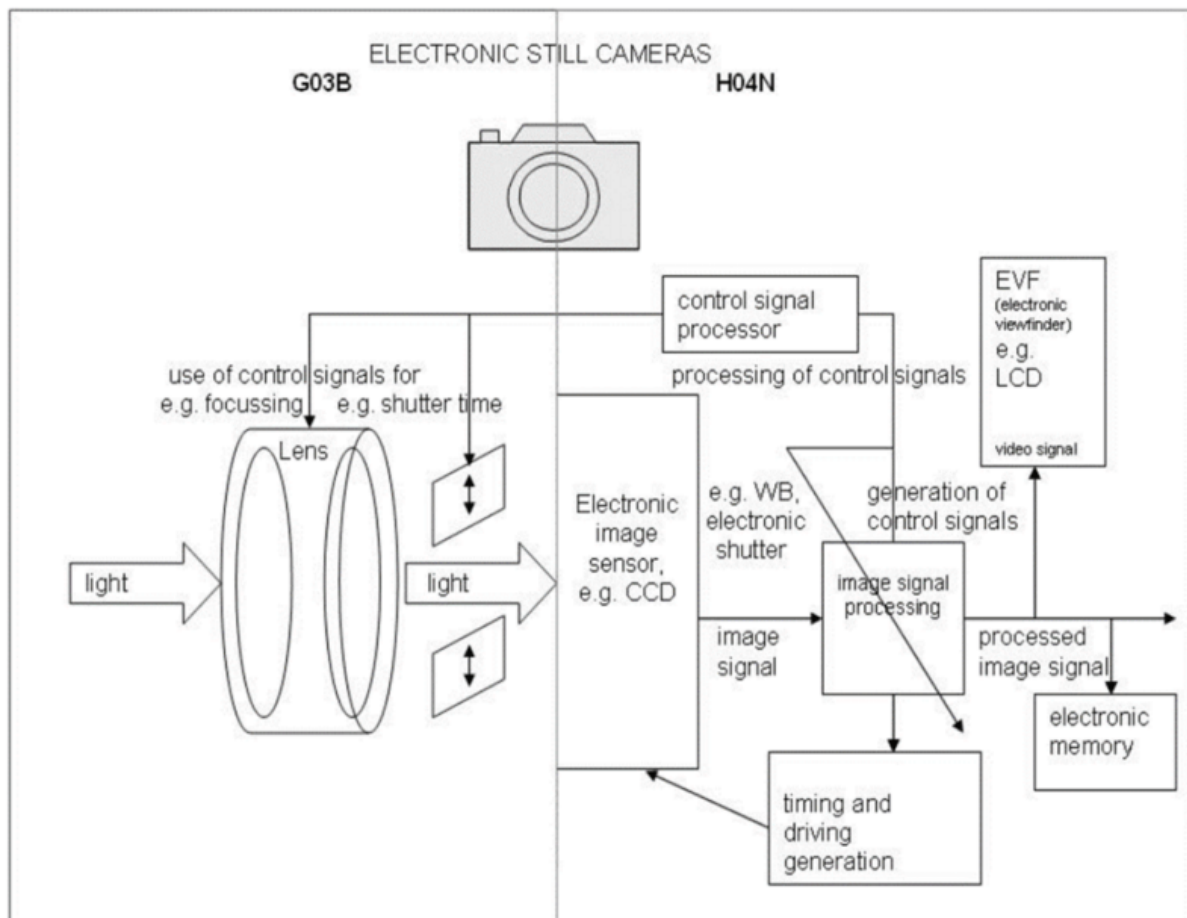 ELECTRONIC STILL CAMERAS
G03B
H04N
control signal
processor
EVF
(electronic
viewfinder)
e.g.
LCD
video signal
use of control signals for
e.g. focussing
e.g. shutter time
processing of control signals
Lens
light
light
Electronic
image
sensor,
e.g. CCD
e.g. WB,
electronic
shutter
generation of
control signals
image signal
processing
image
signal
processed
image signal
electronic
memory
timing and
driving
generation